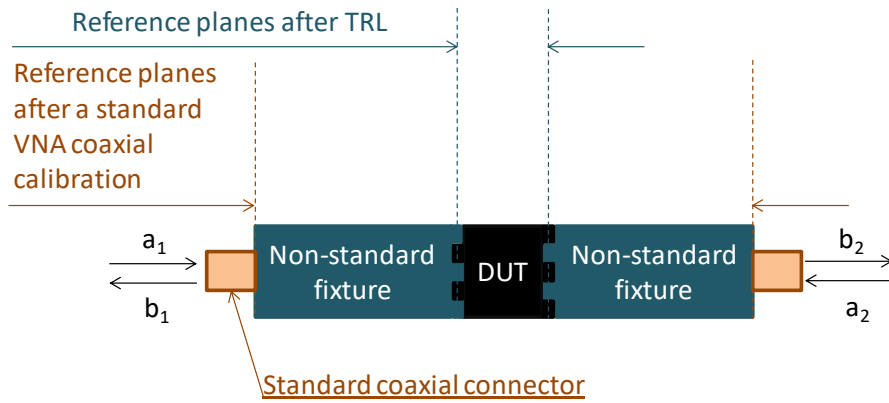 Reference planes after TRL
Reference planes
after a standard
VNA coaxial
calibration
a₁
b₁
Non-standard
fixture
DUT
Non-standard
fixture
b₂
a₂
Standard coaxial connector